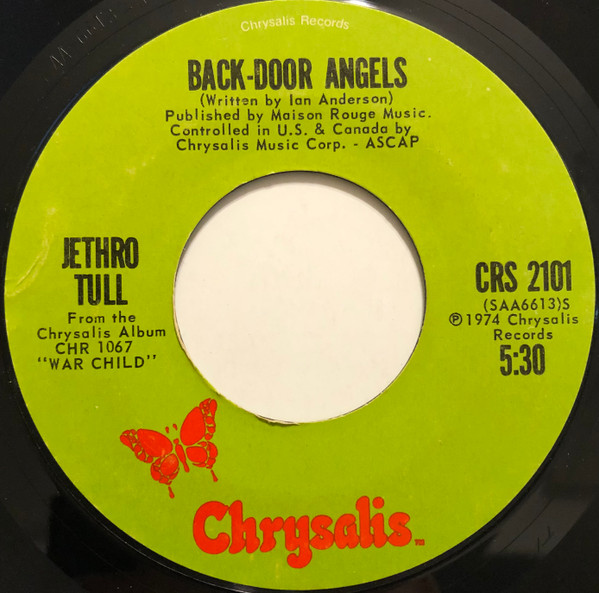 Chrysalis Records
BACK-DOOR ANGELS
(Written by Ian Anderson)
Published by Maison Rouge Music.
Controlled in U.S. & Canada by
Chrysalis Music Corp. - ASCAP
JETHRO
TULL
From the
Chrysalis Album
CHR 1067
"WAR CHILD"
CRS 2101
(SAA6613)S
℗1974 Chrysalis
Records
5:30
Chrysalis™